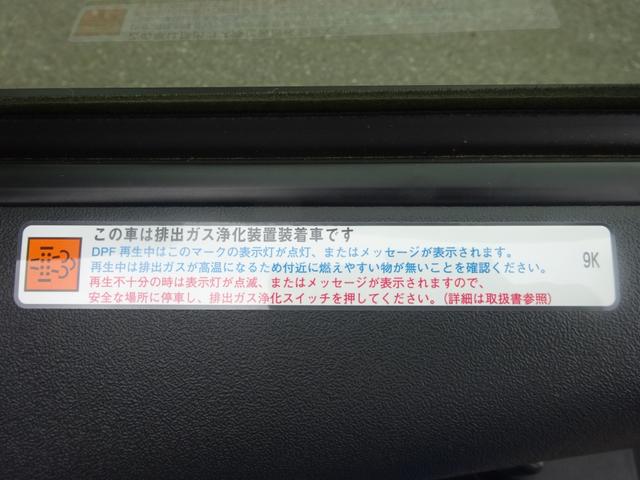 この車は排出ガス浄化装置装着車です
DPF再生中はこのマークの表示灯が点灯、またはメッセージが表示されます。
再生中は排出ガスが高温になるため付近に燃えやすい物が無いことを確認ください。
再生不十分の時は表示灯が点滅、またはメッセージが表示されますので、
安全な場所に停車し、排出ガス浄化スイッチを押してください。（詳細は取扱書参照）
9K